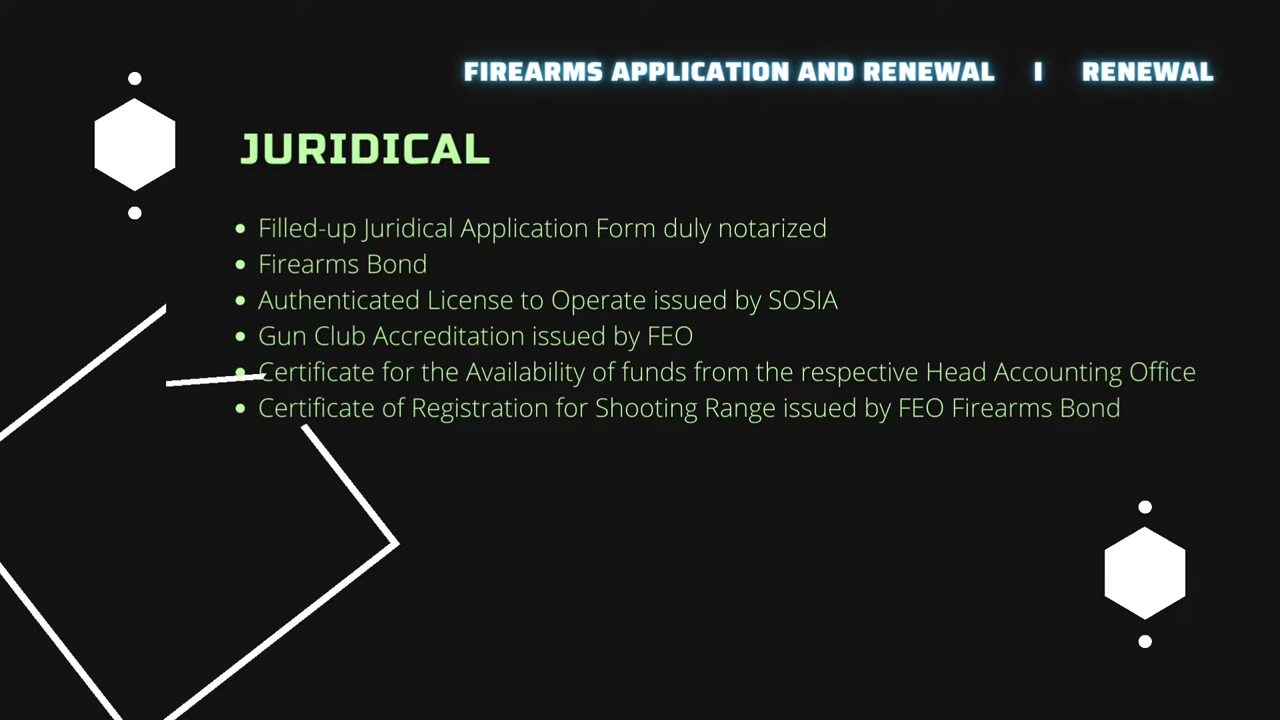 FIREARMS APPLICATION AND RENEWAL I RENEWAL
JURIDICAL
• Filled-up Juridical Application Form duly notarized
• Firearms Bond
• Authenticated License to Operate issued by SOSIA
• Gun Club Accreditation issued by FEO
• Certificate for the Availability of funds from the respective Head Accounting Office
• Certificate of Registration for Shooting Range issued by FEO Firearms Bond